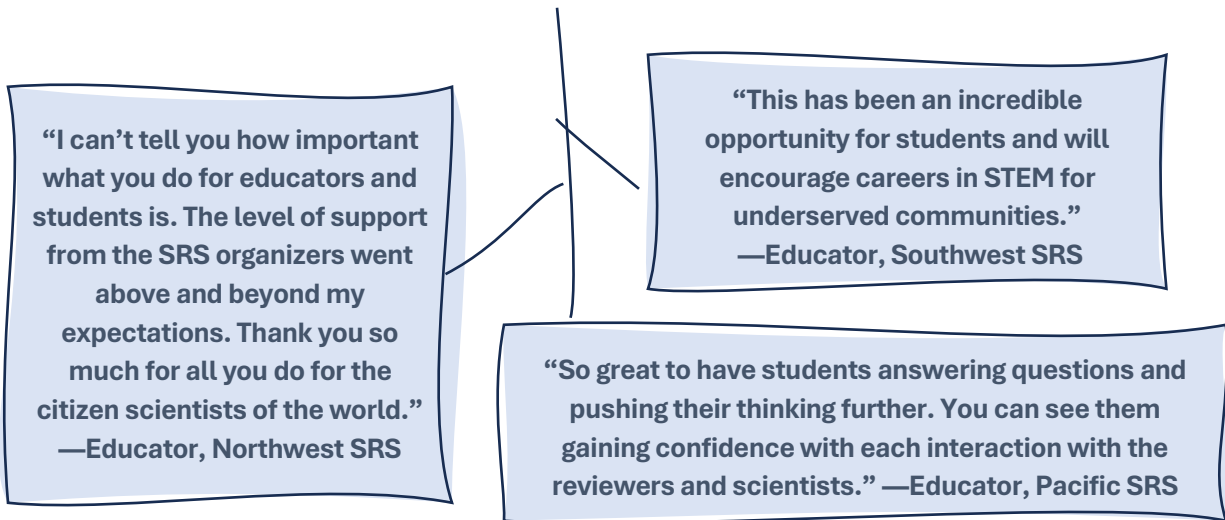 “I can’t tell you how important
what you do for educators and
students is. The level of support
from the SRS organizers went
above and beyond my
expectations. Thank you so
much for all you do for the
citizen scientists of the world.”
—Educator, Northwest SRS
“This has been an incredible
opportunity for students and will
encourage careers in STEM for
underserved communities.”
—Educator, Southwest SRS
“So great to have students answering questions and
pushing their thinking further. You can see them
gaining confidence with each interaction with the
reviewers and scientists.” —Educator, Pacific SRS